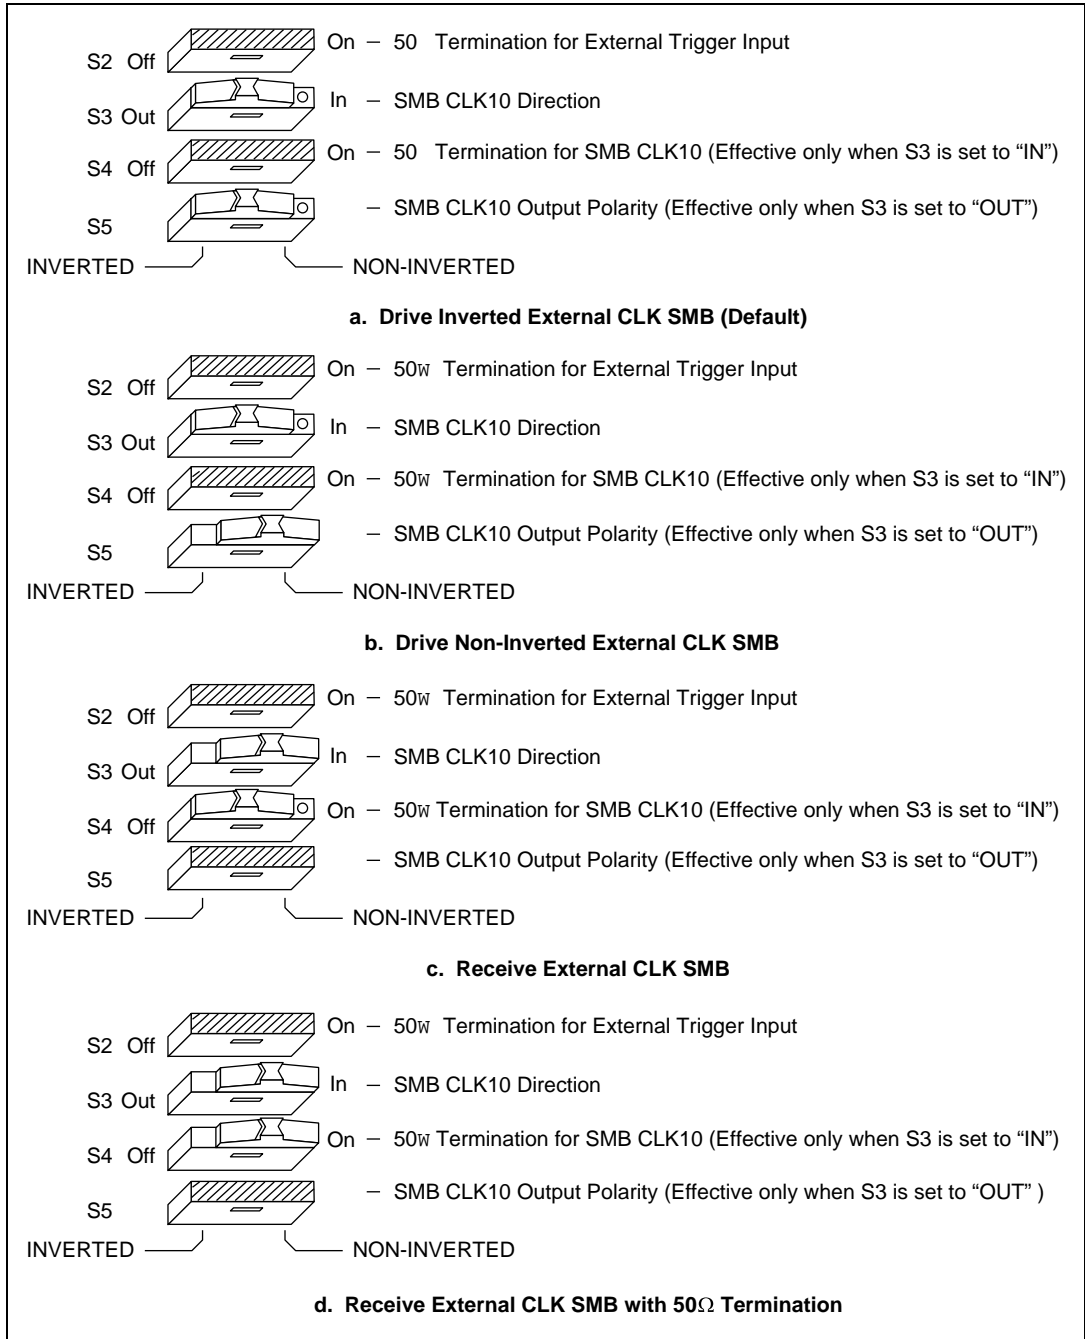 On – 50 Termination for External Trigger Input
S2 Off
In – SMB CLK10 Direction
S3 Out
On – 50 Termination for SMB CLK10 (Effective only when S3 is set to “IN”)
S4 Off
– SMB CLK10 Output Polarity (Effective only when S3 is set to “OUT”)
S5
INVERTED NON-INVERTED
a. Drive Inverted External CLK SMB (Default)
On – 50W Termination for External Trigger Input
S2 Off
In – SMB CLK10 Direction
S3 Out
On – 50W Termination for SMB CLK10 (Effective only when S3 is set to “IN”)
S4 Off
– SMB CLK10 Output Polarity (Effective only when S3 is set to “OUT”)
S5
INVERTED NON-INVERTED
b. Drive Non-Inverted External CLK SMB
On – 50W Termination for External Trigger Input
S2 Off
In – SMB CLK10 Direction
S3 Out
On – 50W Termination for SMB CLK10 (Effective only when S3 is set to “IN”)
S4 Off
– SMB CLK10 Output Polarity (Effective only when S3 is set to “OUT”)
S5
INVERTED NON-INVERTED
c. Receive External CLK SMB
On – 50W Termination for External Trigger Input
S2 Off
In – SMB CLK10 Direction
S3 Out
On – 50W Termination for SMB CLK10 (Effective only when S3 is set to “IN”)
S4 Off
– SMB CLK10 Output Polarity (Effective only when S3 is set to “OUT” )
S5
INVERTED NON-INVERTED
d. Receive External CLK SMB with 50Ω Termination